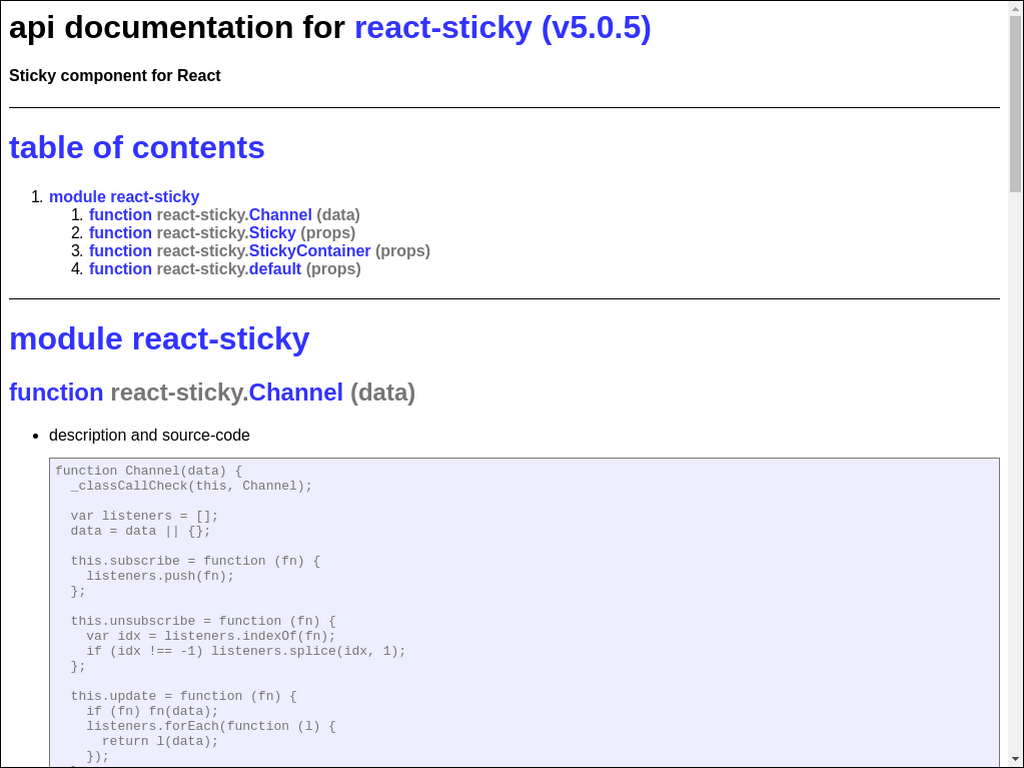 api documentation for react-sticky (v5.0.5)
Sticky component for React
table of contents
1. module react-sticky
1. function react-sticky.Channel (data)
2. function react-sticky.Sticky (props)
3. function react-sticky.StickyContainer (props)
4. function react-sticky.default (props)
module react-sticky
function react-sticky.Channel (data)
• description and source-code
function Channel(data) {
  _classCallCheck(this, Channel);
  var listeners = [];
  data = data || {};
  this.subscribe = function (fn) {
    listeners.push(fn);
  };
  this.unsubscribe = function (fn) {
    var idx = listeners.indexOf(fn);
    if (idx !== -1) listeners.splice(idx, 1);
  };
  this.update = function (fn) {
    if (fn) fn(data);
    listeners.forEach(function (l) {
      return l(data);
    });